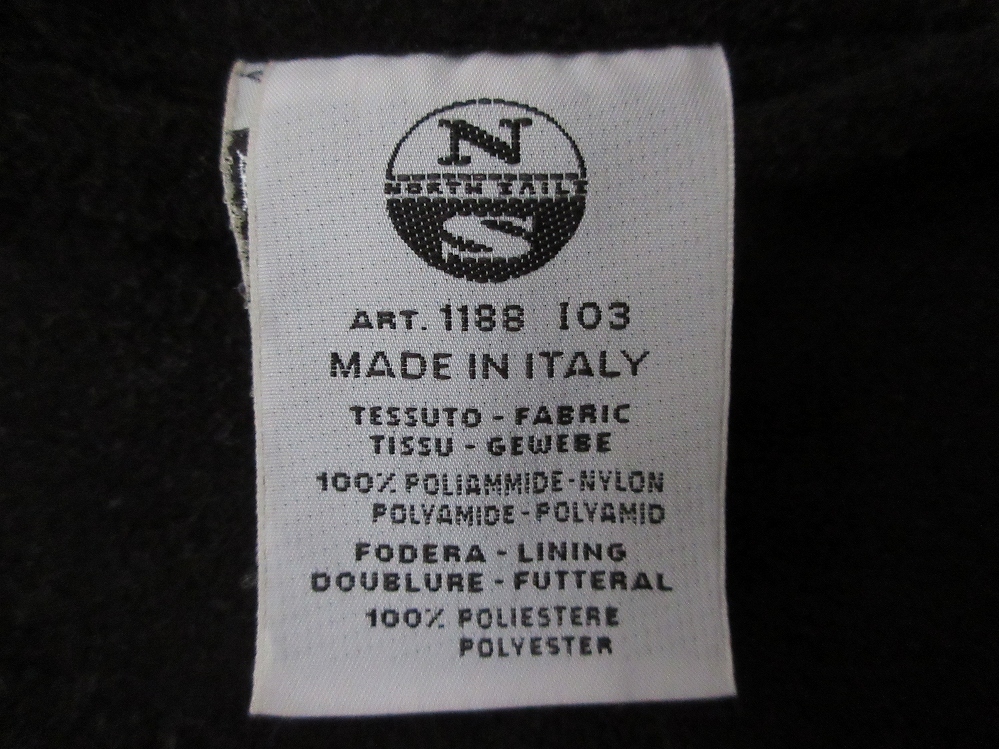 N
NORTH SAILS
S
ART. 1188 I03
MADE IN ITALY
TESSUTO - FABRIC
TISSU - GEWEBE
100% POLIAMMIDE-NYLON
POLYAMIDE-POLYAMID
FODERA - LINING
DOUBLURE - FUTTERAL
100% POLIESTERE
POLYESTER